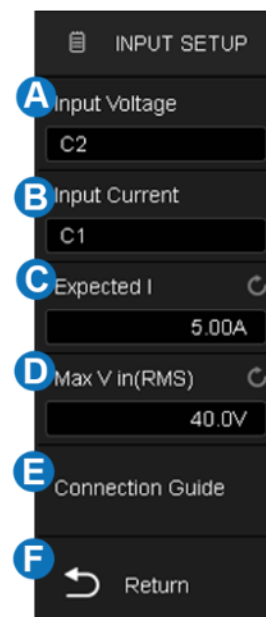 INPUT SETUP
A
Input Voltage
C2
B
Input Current
C1
C
Expected I
5.00A
D
Max V in(RMS)
40.0V
E
Connection Guide
F
Return